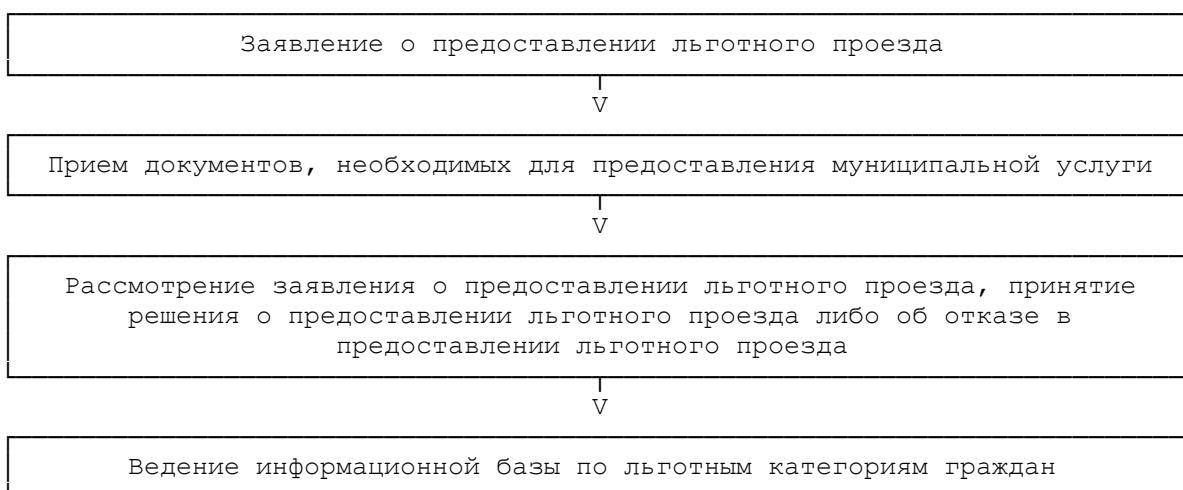 Заявление о предоставлении льготного проезда
V
Прием документов, необходимых для предоставления муниципальной услуги
V
Рассмотрение заявления о предоставлении льготного проезда, принятие
решения о предоставлении льготного проезда либо об отказе в
предоставлении льготного проезда
V
Ведение информационной базы по льготным категориям граждан